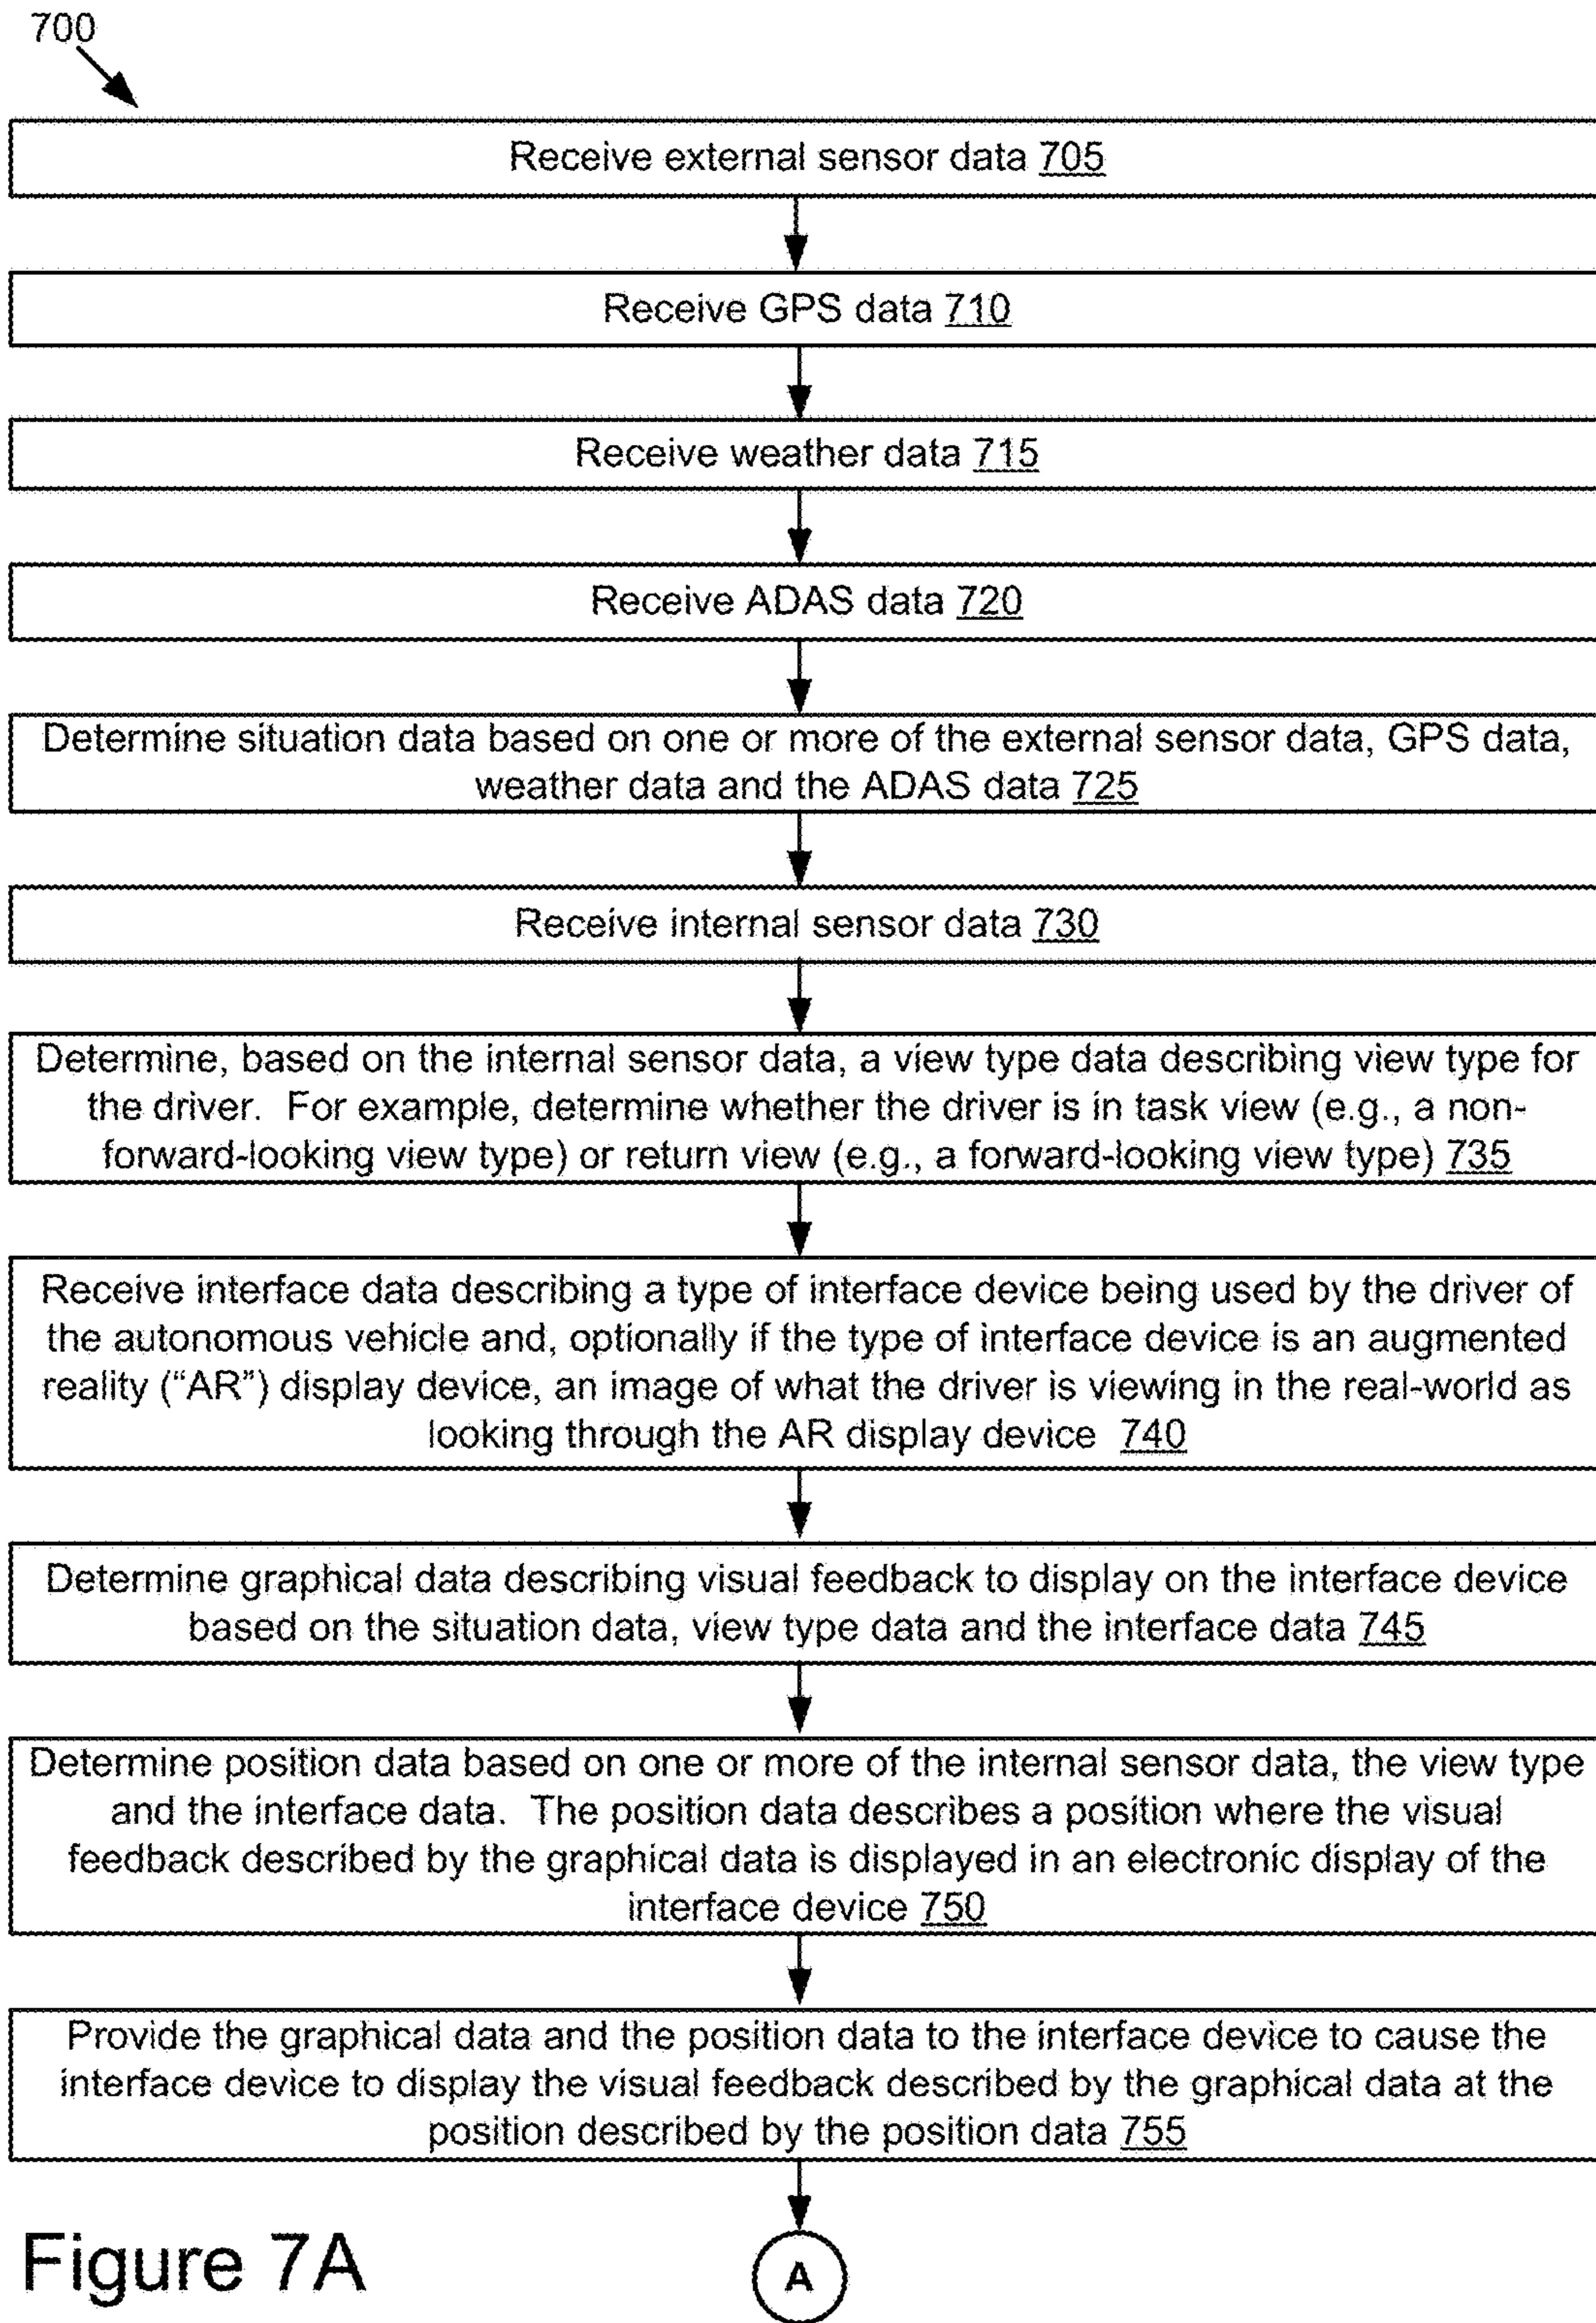 700
Receive external sensor data 705
Receive GPS data 710
Receive weather data 715
Receive ADAS data 720
Determine situation data based on one or more of the external sensor data, GPS data,
weather data and the ADAS data 725
Receive internal sensor data 730
Determine, based on the internal sensor data, a view type data describing view type for
the driver.  For example, determine whether the driver is in task view (e.g., a non-
forward-looking view type) or return view (e.g., a forward-looking view type) 735
Receive interface data describing a type of interface device being used by the driver of
the autonomous vehicle and, optionally if the type of interface device is an augmented
reality (“AR”) display device, an image of what the driver is viewing in the real-world as
looking through the AR display device  740
Determine graphical data describing visual feedback to display on the interface device
based on the situation data, view type data and the interface data 745
Determine position data based on one or more of the internal sensor data, the view type
and the interface data.  The position data describes a position where the visual
feedback described by the graphical data is displayed in an electronic display of the
interface device 750
Provide the graphical data and the position data to the interface device to cause the
interface device to display the visual feedback described by the graphical data at the
position described by the position data 755
Figure 7A
A